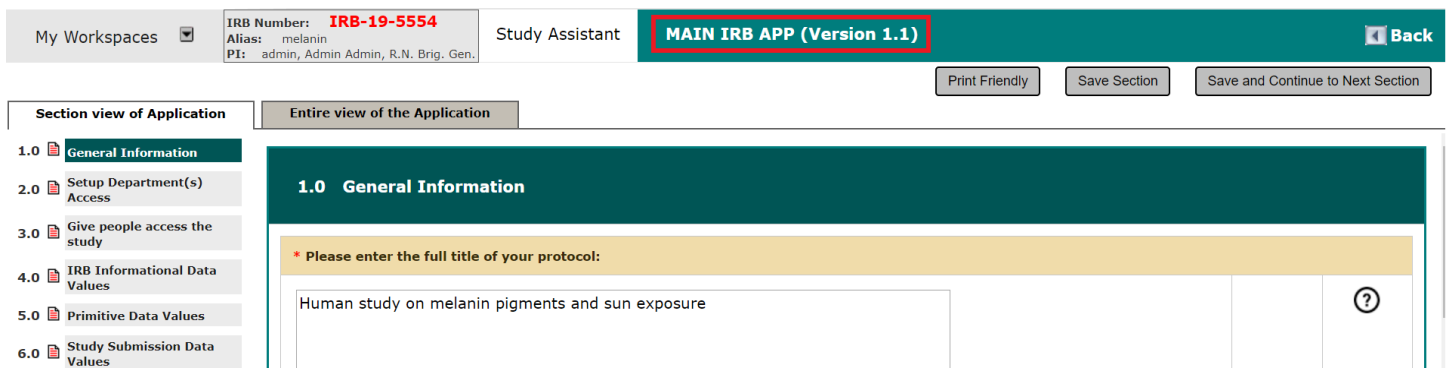 My Workspaces
IRB Number: IRB-19-5554
Alias: melanin
PI: admin, Admin Admin, R.N. Brig. Gen.
Study Assistant
MAIN IRB APP (Version 1.1)
Back
Print Friendly
Save Section
Save and Continue to Next Section
Section view of Application
Entire view of the Application
1.0 General Information
2.0 Setup Department(s)
Access
3.0 Give people access the
study
4.0 IRB Informational Data
Values
5.0 Primitive Data Values
6.0 Study Submission Data
Values
1.0 General Information
* Please enter the full title of your protocol:
Human study on melanin pigments and sun exposure
?